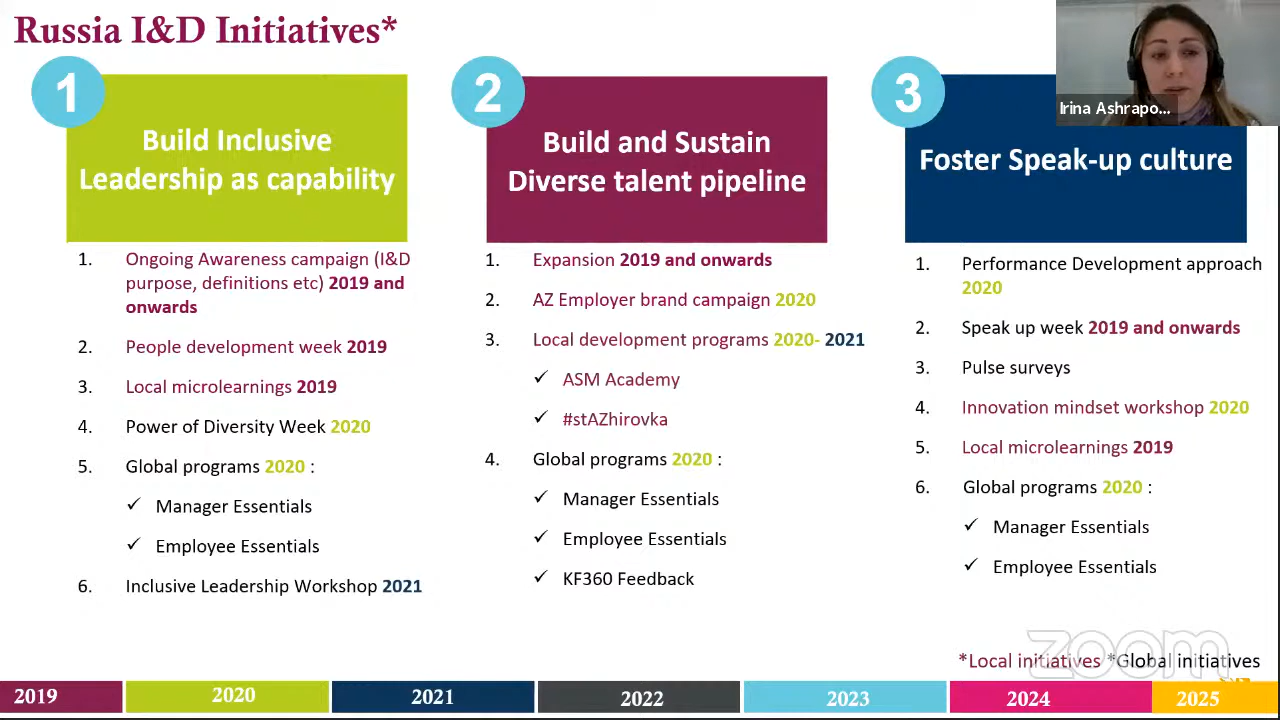 Russia I&D Initiatives*
Irina Ashrapo...
1
Build Inclusive
Leadership as capability
1. Ongoing Awareness campaign (I&D
purpose, definitions etc) 2019 and
onwards
2. People development week 2019
3. Local microlearnings 2019
4. Power of Diversity Week 2020
5. Global programs 2020 :
✓ Manager Essentials
✓ Employee Essentials
6. Inclusive Leadership Workshop 2021
2
Build and Sustain
Diverse talent pipeline
1. Expansion 2019 and onwards
2. AZ Employer brand campaign 2020
3. Local development programs 2020- 2021
✓ ASM Academy
✓ #stAZhirovka
4. Global programs 2020 :
✓ Manager Essentials
✓ Employee Essentials
✓ KF360 Feedback
3
Foster Speak-up culture
1. Performance Development approach
2020
2. Speak up week 2019 and onwards
3. Pulse surveys
4. Innovation mindset workshop 2020
5. Local microlearnings 2019
6. Global programs 2020 :
✓ Manager Essentials
✓ Employee Essentials
zoom
*Local initiatives *Global initiatives
2019 2020 2021 2022 2023 2024 2025